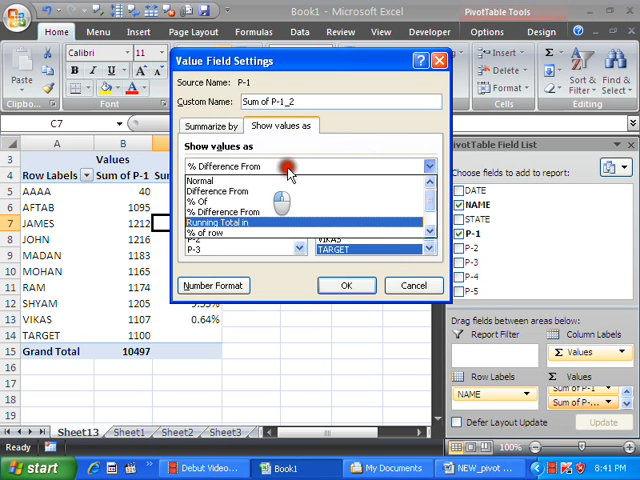 Book1 - Microsoft Excel
PivotTable Tools
Home
Menu
Insert
Page Layout
Formulas
Data
Review
View
Developer
Options
Design
Paste
Clipboard
Calibri
11
B I U
Insert
Delete
Format
Cells
Sort & Filter
Find & Select
Editing
C7
Value Field Settings
Source Name: P-1
Custom Name: Sum of P-1_2
Summarize by
Show values as
Show values as
% Difference From
Normal
Difference From
% Of
% Difference From
Running Total in
% of row
P-2
P-3
VIKAS
TARGET
Number Format
OK
Cancel
A B
3 Values
4 Row Labels Sum of P-1
5 AAAA 40
6 AFTAB 1095
7 JAMES 1212
8 JOHN 1216
9 MADAN 1183
10 MOHAN 1165
11 RAM 1174
12 SHYAM 1205 9.55%
13 VIKAS 1107 0.64%
14 TARGET 1100
15 Grand Total 10497
16
17
18
19
PivotTable Field List
Choose fields to add to report:
DATE
NAME
STATE
P-1
P-2
P-3
P-4
P-5
Drag fields between areas below:
Report Filter
Column Labels
Σ Values
Row Labels
Σ Values
NAME
Sum of P-1
Sum of P-...
Defer Layout Update
Update
Sheet13
Sheet1
Sheet2
Sheet3
Ready
100%
start
Debut Video...
Book1
My Documents
NEW_pivot ...
8:41 PM